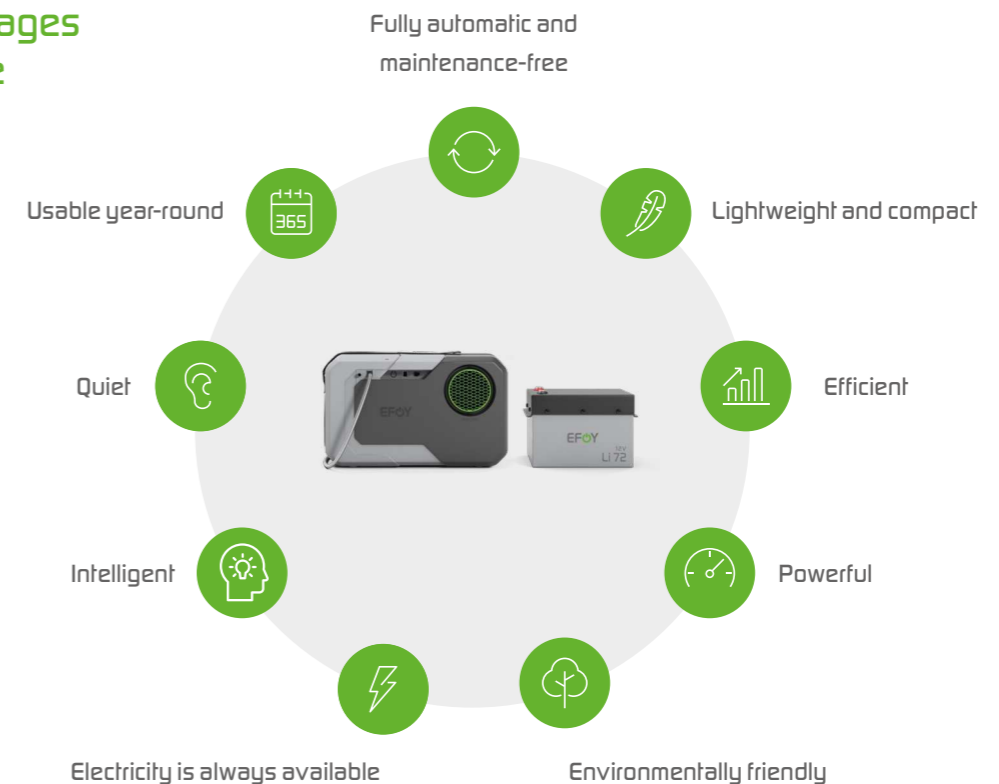 ages
e
Fully automatic and
maintenance-free
Usable year-round
365
Lightweight and compact
Quiet
EFOY
EFOY
12V
Li 72
Efficient
Intelligent
Powerful
Electricity is always available
Environmentally friendly